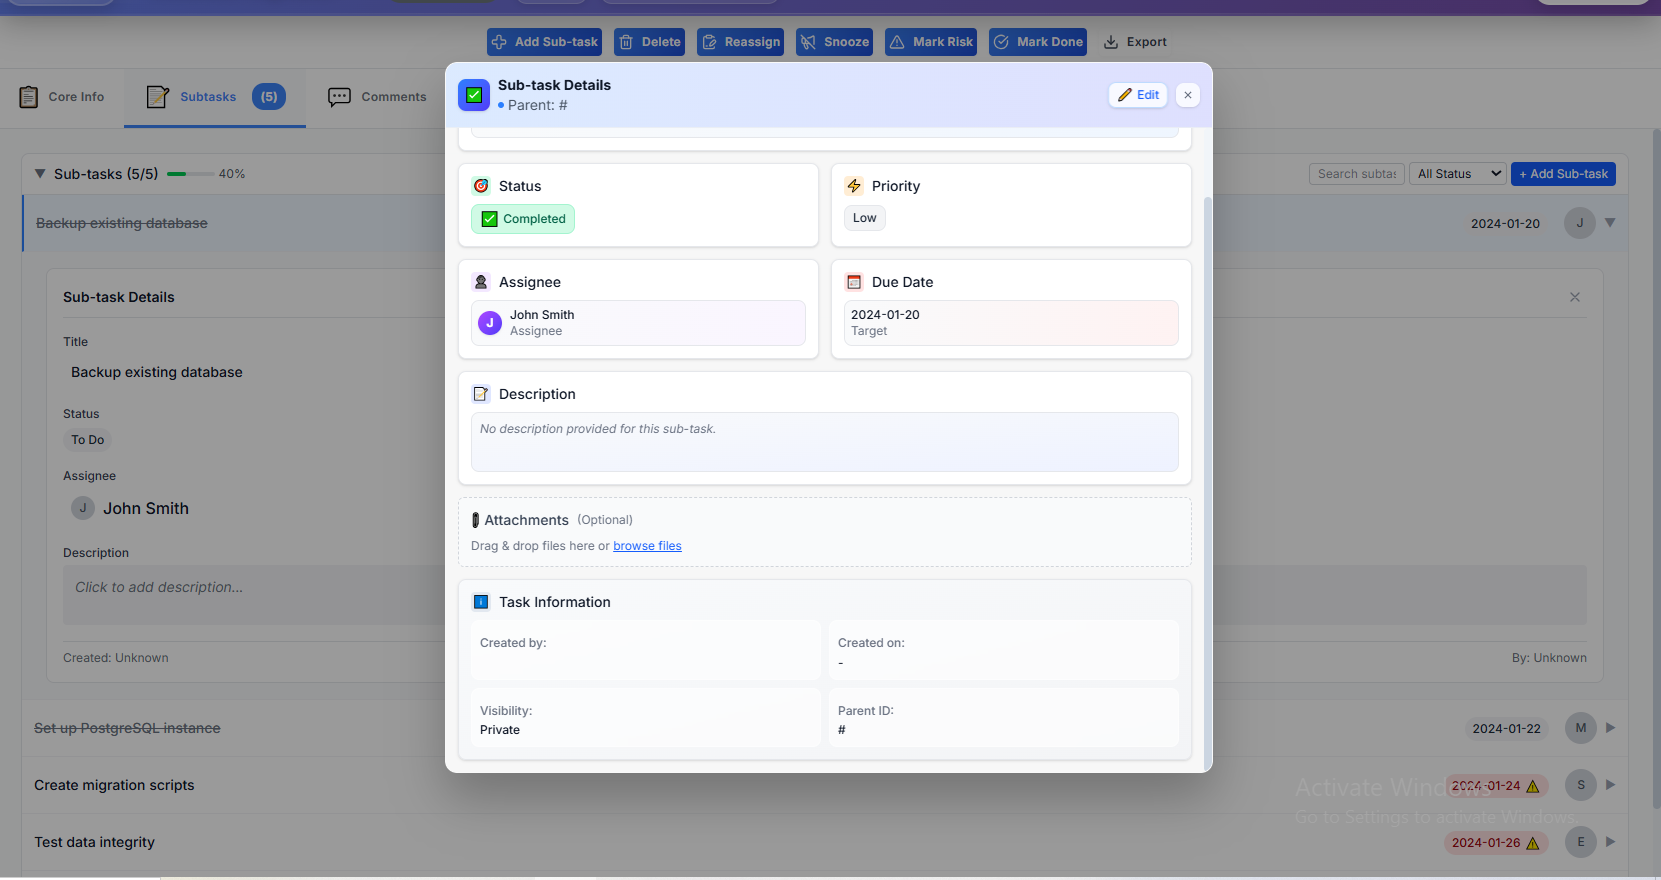 Add Sub-task Delete Reassign Snooze Mark Risk Mark Done Export
Core Info Subtasks (5) Comments
Sub-task Details
Parent: #
Edit ×
Sub-tasks (5/5) 40% Search subtas All Status + Add Sub-task
Backup existing database 2024-01-20 J
Sub-task Details
Title
Backup existing database
Status
To Do
Assignee
J John Smith
Description
Click to add description...
Created: Unknown By: Unknown
Status
Completed
Priority
Low
Assignee
J John Smith
Assignee
Due Date
2024-01-20
Target
Description
No description provided for this sub-task.
Attachments (Optional)
Drag & drop files here or browse files
Task Information
Created by:
Created on:
-
Visibility:
Private
Parent ID:
#
Set up PostgreSQL instance 2024-01-22 M
Create migration scripts 2024-01-24 S
Test data integrity 2024-01-26 E
Activate Windows
Go to Settings to activate Windows.